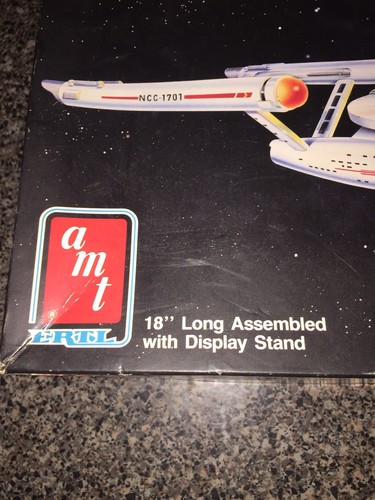 NCC-1701
amt
ERTL
18" Long Assembled
with Display Stand